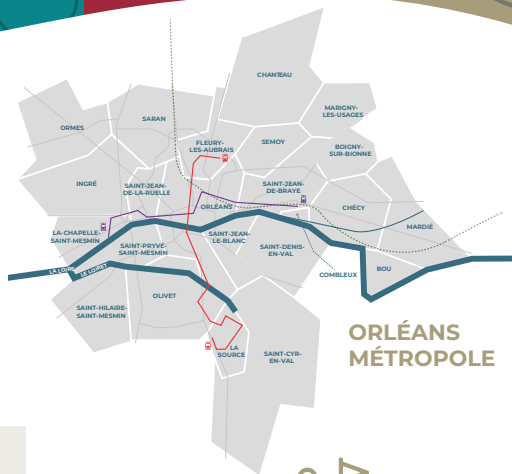 CHANTEAU
MARIGNY-
LES-USAGES
SARAN
ORMES
FLEURY-
LES-AUBRAIS
SEMOY
BOIGNY-
SUR-BIONNE
INGRÉ
SAINT-JEAN-
DE-LA-RUELLE
SAINT-JEAN-
DE-BRAYE
ORLÉANS
CHÉCY
MARDIÉ
LA-CHAPELLE-
SAINT-MESMIN
SAINT-PRYVÉ-
SAINT-MESMIN
SAINT-JEAN-
LE-BLANC
SAINT-DENIS-
EN-VAL
COMBLEUX
BOU
LA LOIRE
LE LOIRET
OLIVET
SAINT-HILAIRE-
SAINT-MESMIN
LA
SOURCE
SAINT-CYR-
EN-VAL
ORLÉANS
MÉTROPOLE